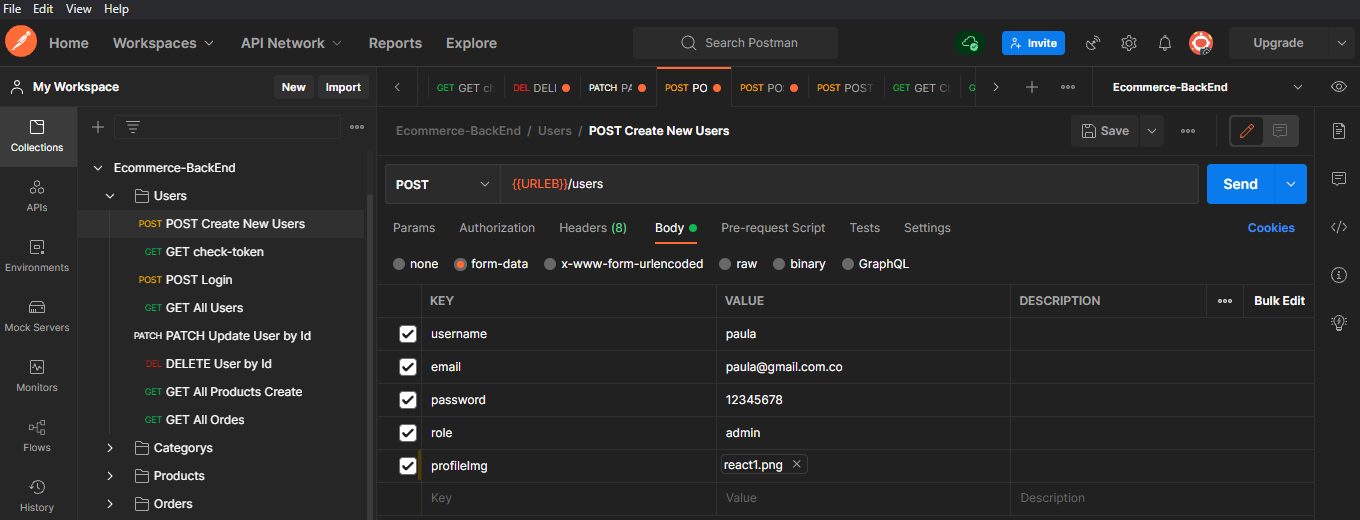 File Edit View Help
Home Workspaces API Network Reports Explore Search Postman Invite Upgrade
My Workspace New Import GET GET DELI PATCH POST PO POST PO POST POST GET GET Ecommerce-BackEnd
Ecommerce-BackEnd / Users / POST Create New Users Save
Collections
Ecommerce-BackEnd
POST {{URLEB}}/users Send
Users
APIs
POST POST Create New Users
Params Authorization Headers (8) Body Pre-request Script Tests Settings Cookies
GET GET check-token
Environments
none form-data x-www-form-urlencoded raw binary GraphQL
POST POST Login
KEY VALUE DESCRIPTION Bulk Edit
GET GET All Users
Mock Servers
username paula
PATCH PATCH Update User by Id
email paula@gmail.com.co
DEL DELETE User by Id
Monitors
GET GET All Products Create
password 12345678
GET GET All Ordes
role admin
Flows
Categorys
profileImg react1.png
Products
Key Value Description
Orders
History